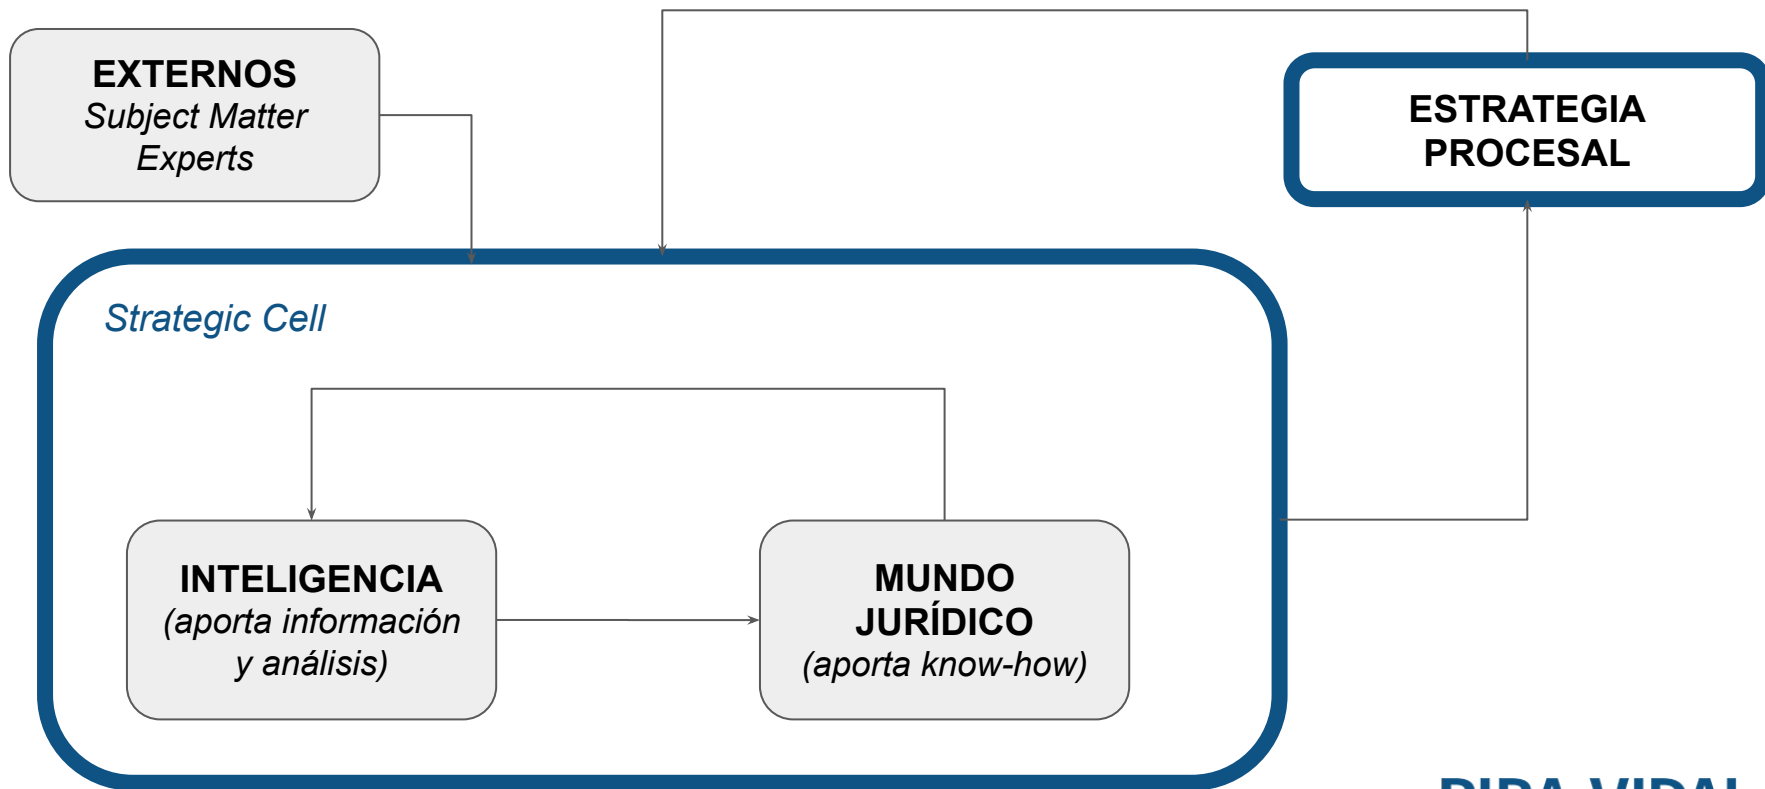 EXTERNOS
Subject Matter
Experts
ESTRATEGIA
PROCESAL
Strategic Cell
INTELIGENCIA
(aporta información
y análisis)
MUNDO
JURÍDICO
(aporta know-how)